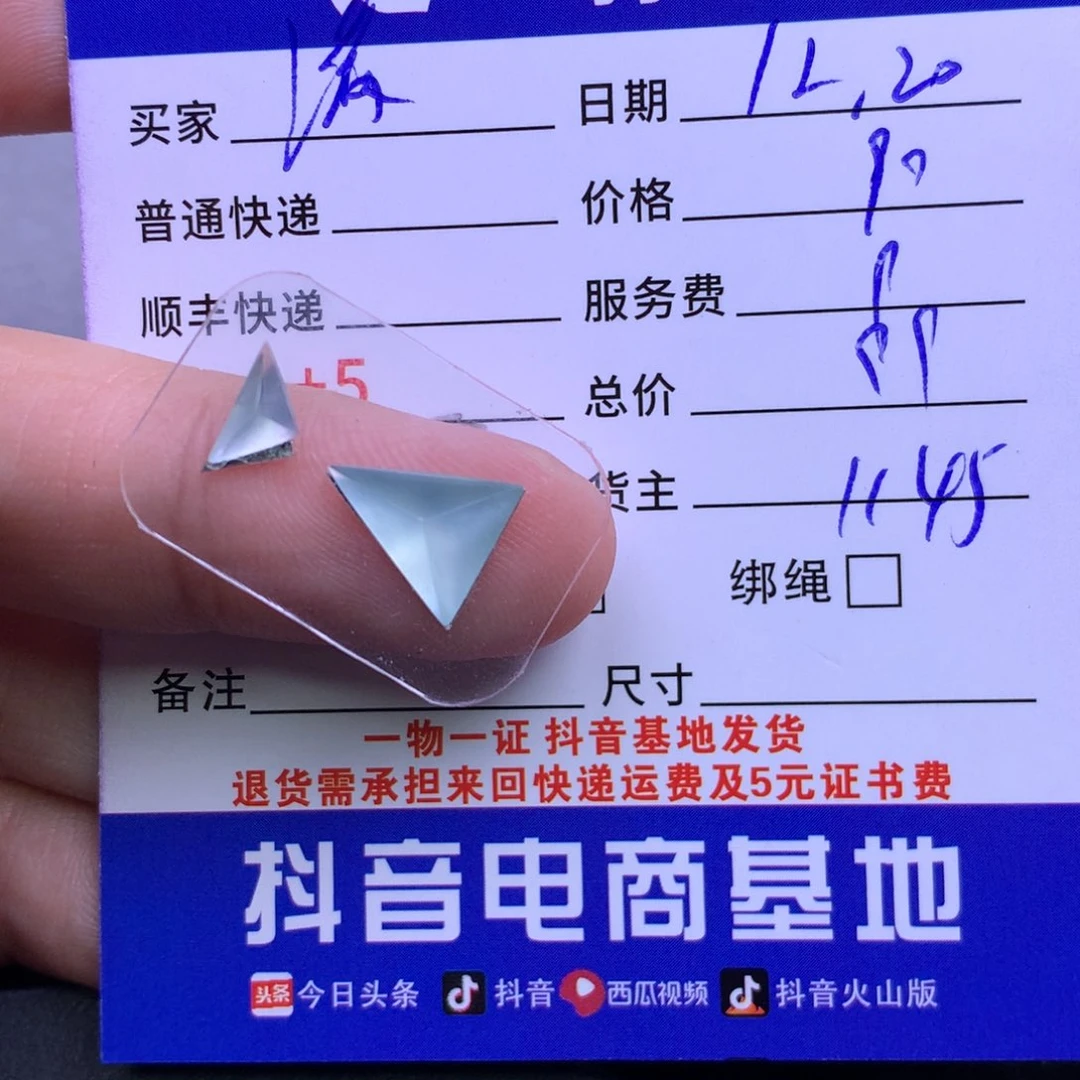 买家 日期 12.20
普通快递 价格
顺丰快递 服务费
+5 总价
货主 1145
绑绳
备注 尺寸
一物一证 抖音基地发货
退货需承担来回快递运费及5元证书费
抖音电商基地
头条 今日头条 抖音 西瓜视频 抖音火山版